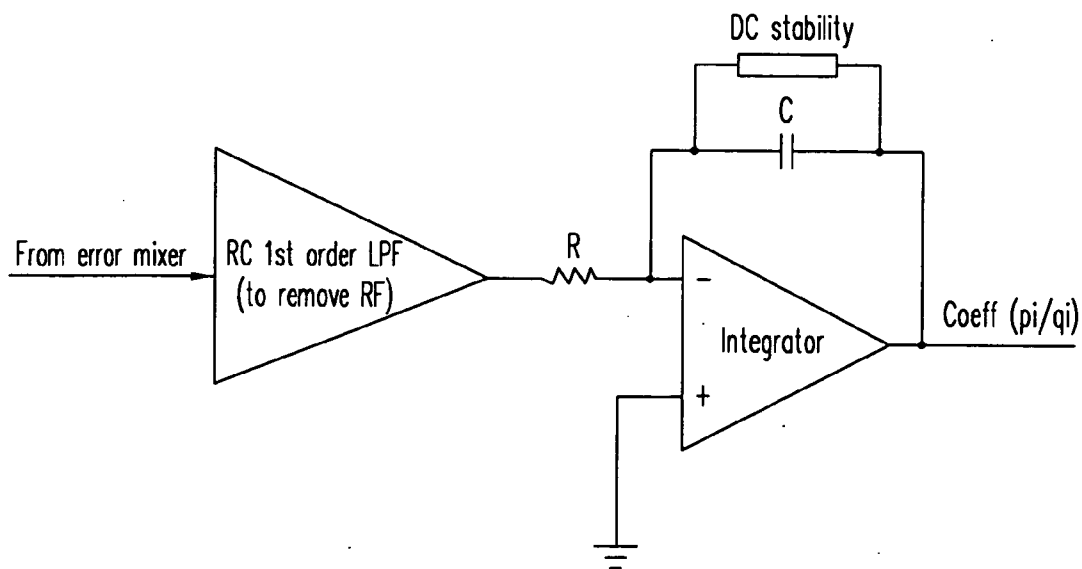 DC stability
C
From error mixer
RC 1st order LPF
(to remove RF)
R
−
Integrator
+
Coeff (pi/qi)